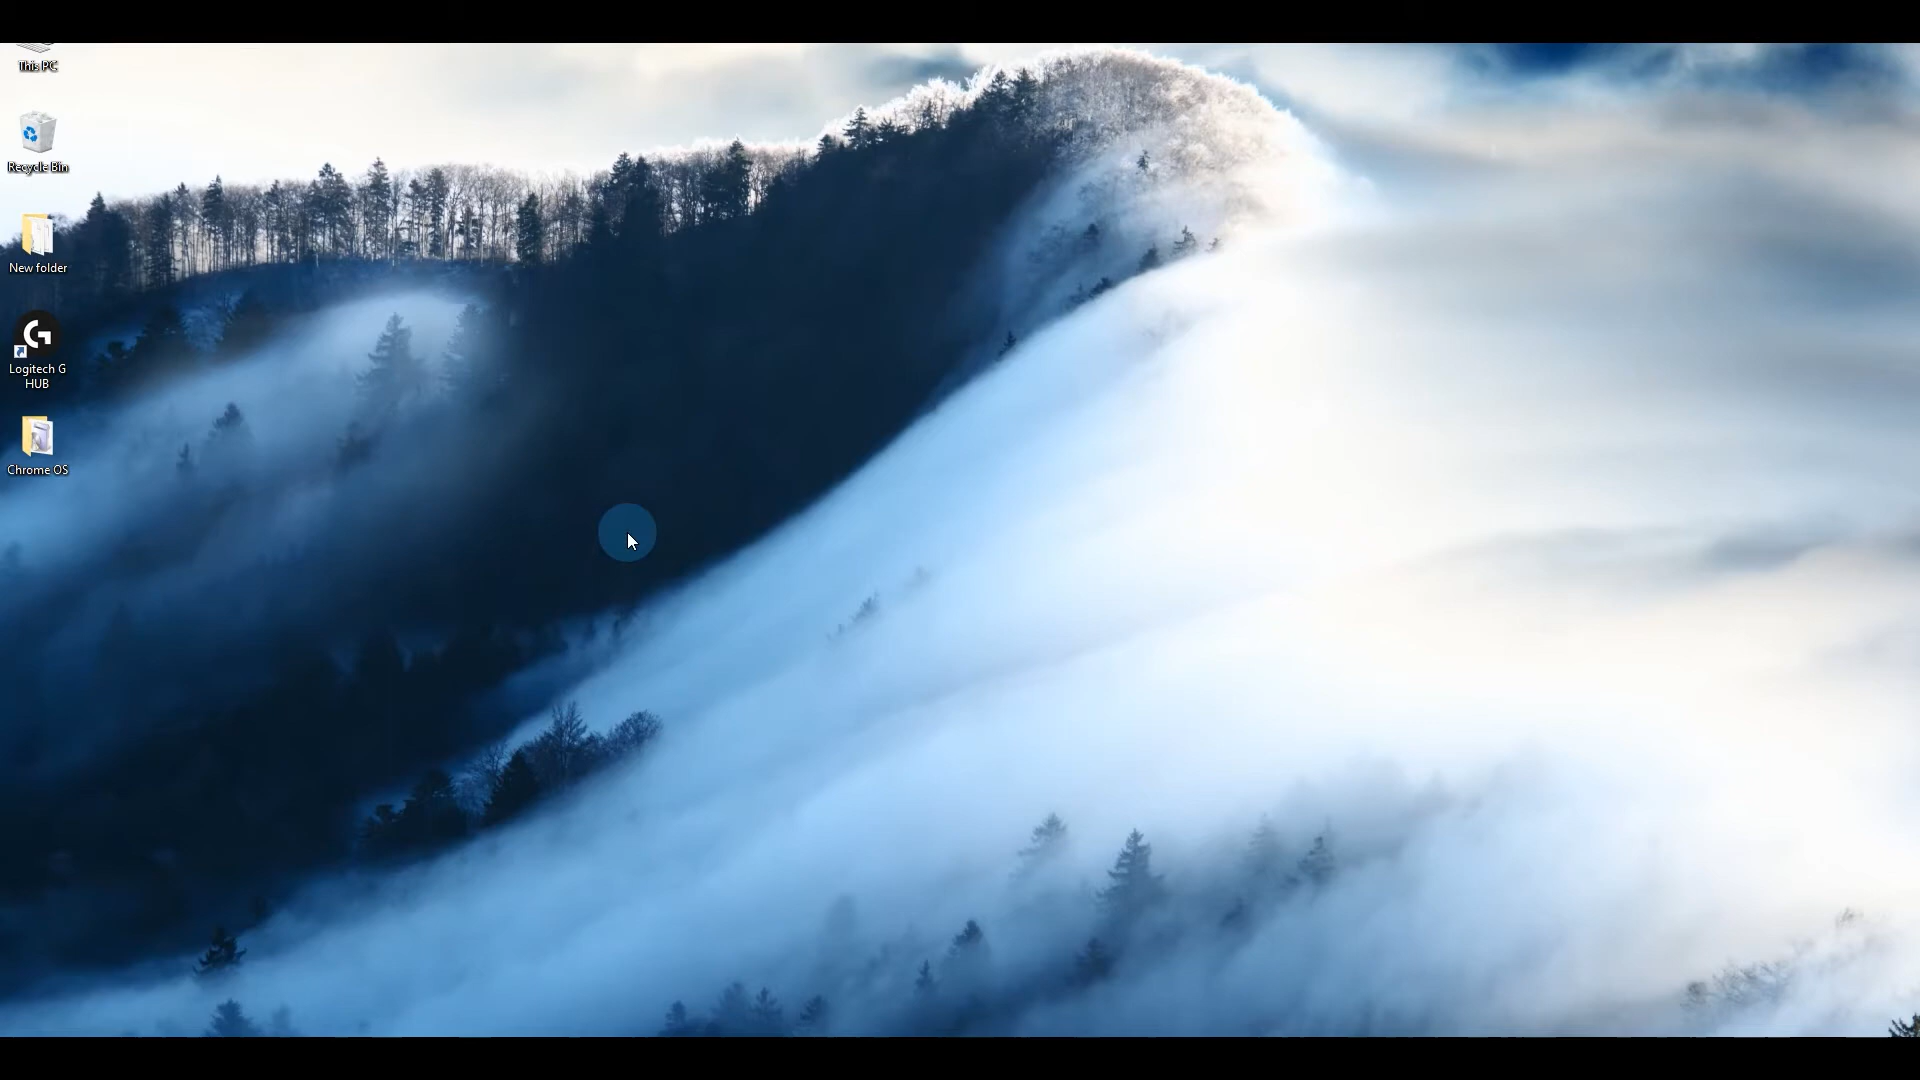 This PC
Recycle Bin
New folder
Logitech G
HUB
Chrome OS